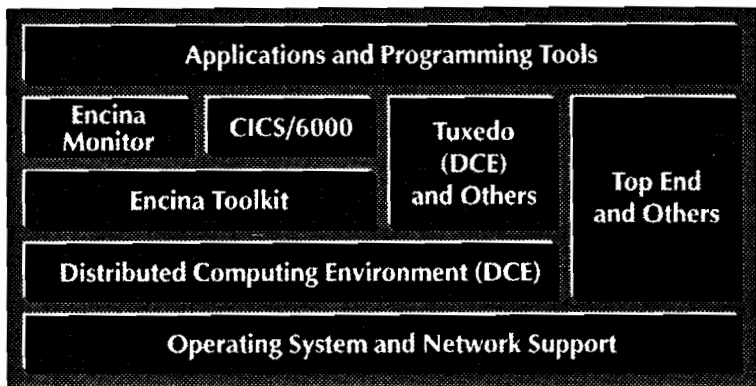 Applications and Programming Tools
Encina
Monitor
CICS/6000
Tuxedo
(DCE)
and Others
Top End
and Others
Encina Toolkit
Distributed Computing Environment (DCE)
Operating System and Network Support